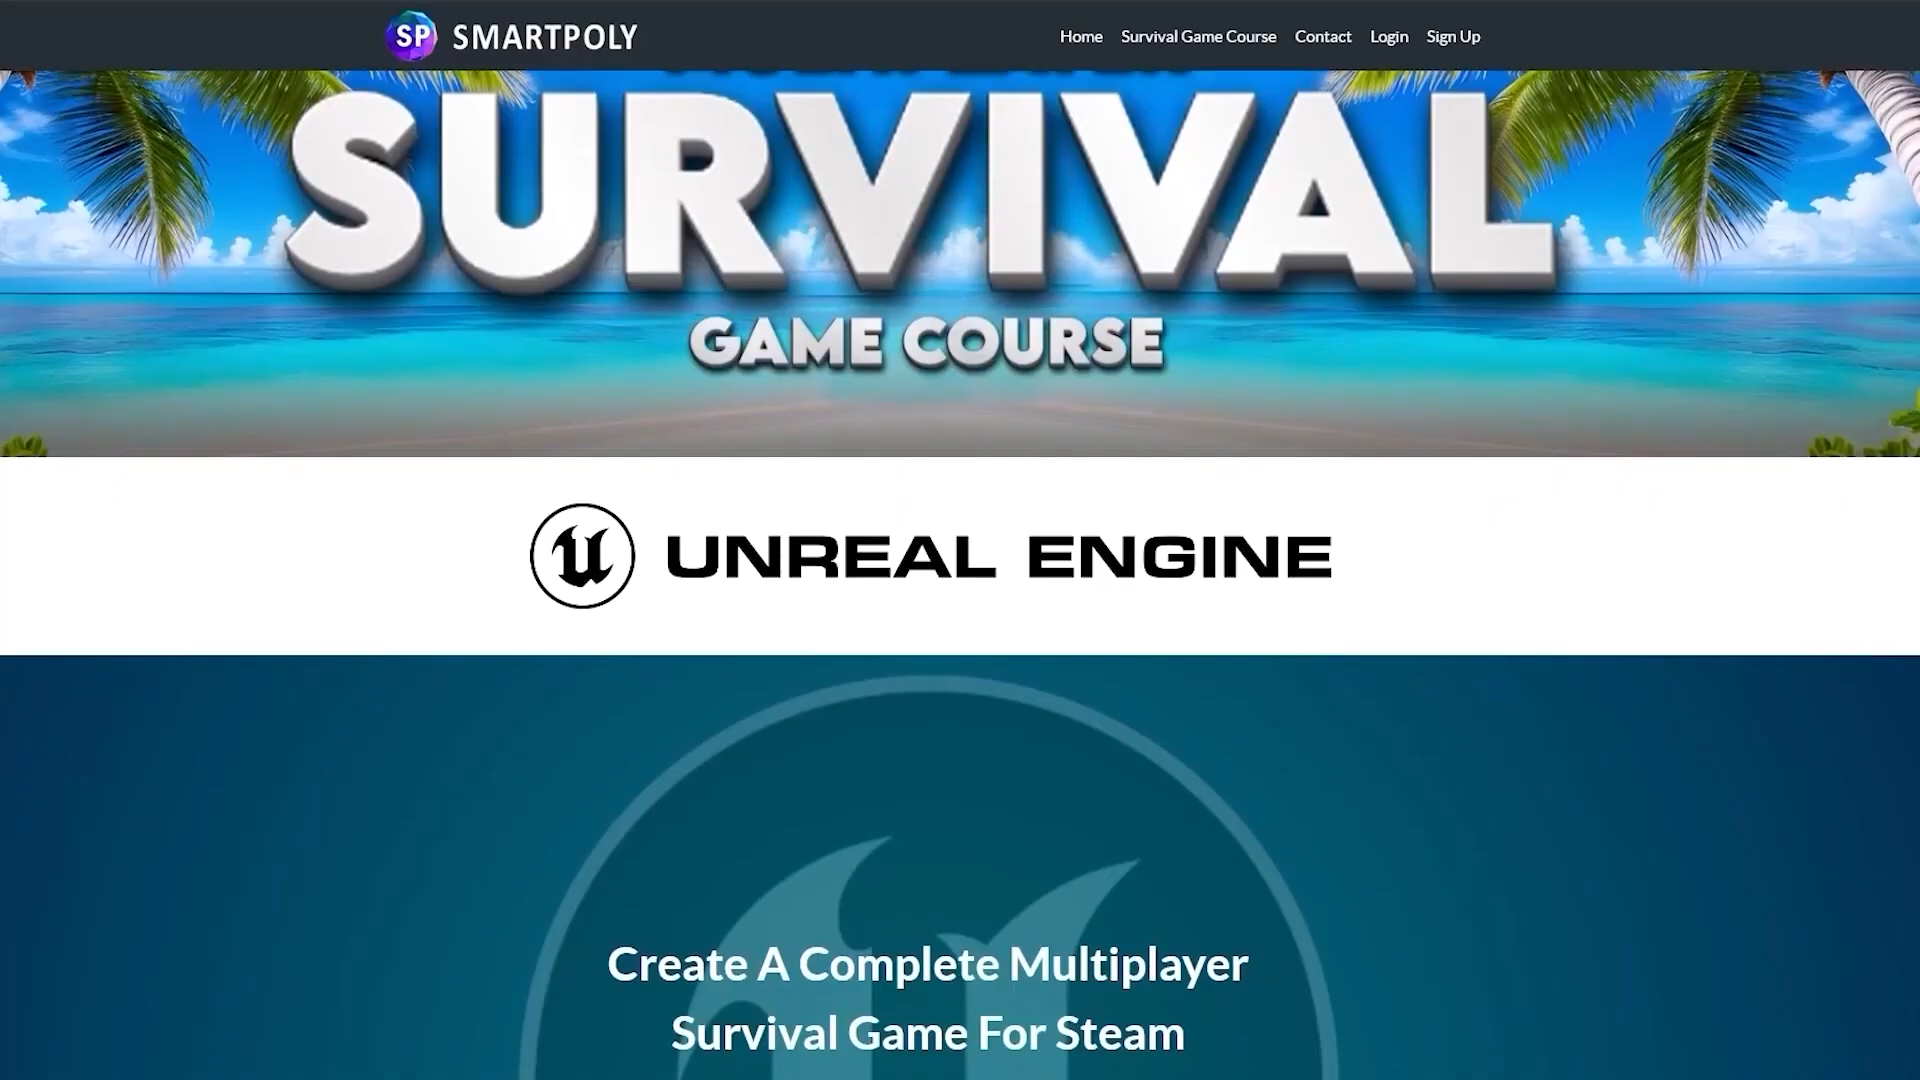 SP SMARTPOLY
Home Survival Game Course Contact Login Sign Up
SURVIVAL
GAME COURSE
UNREAL ENGINE
Create A Complete Multiplayer
Survival Game For Steam